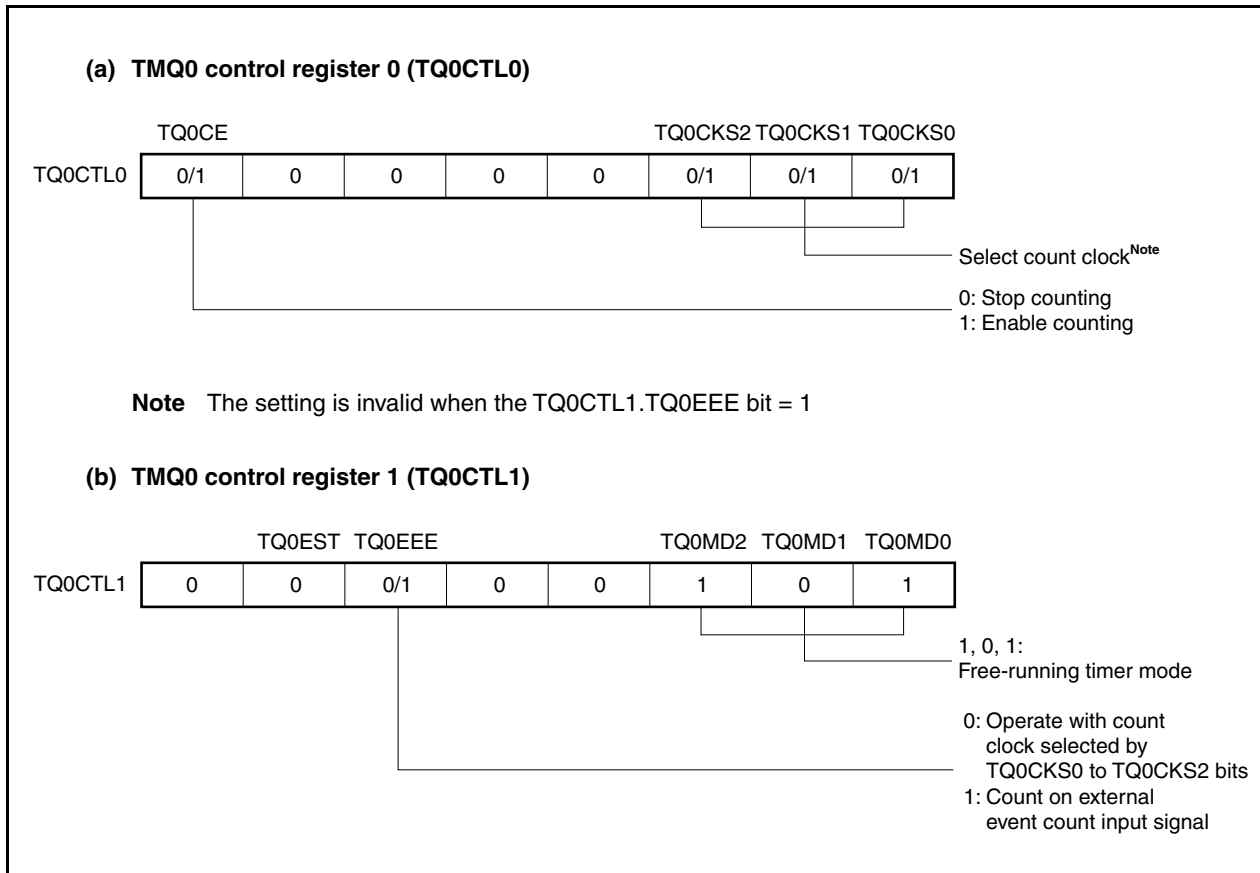 (a) TMQ0 control register 0 (TQ0CTL0)
TQ0CE TQ0CKS2 TQ0CKS1 TQ0CKS0
TQ0CTL0 0/1 0 0 0 0 0/1 0/1 0/1
Select count clockNote
0: Stop counting
1: Enable counting
Note The setting is invalid when the TQ0CTL1.TQ0EEE bit = 1
(b) TMQ0 control register 1 (TQ0CTL1)
TQ0EST TQ0EEE TQ0MD2 TQ0MD1 TQ0MD0
TQ0CTL1 0 0 0/1 0 0 1 0 1
1, 0, 1:
Free-running timer mode
0: Operate with count
clock selected by
TQ0CKS0 to TQ0CKS2 bits
1: Count on external
event count input signal